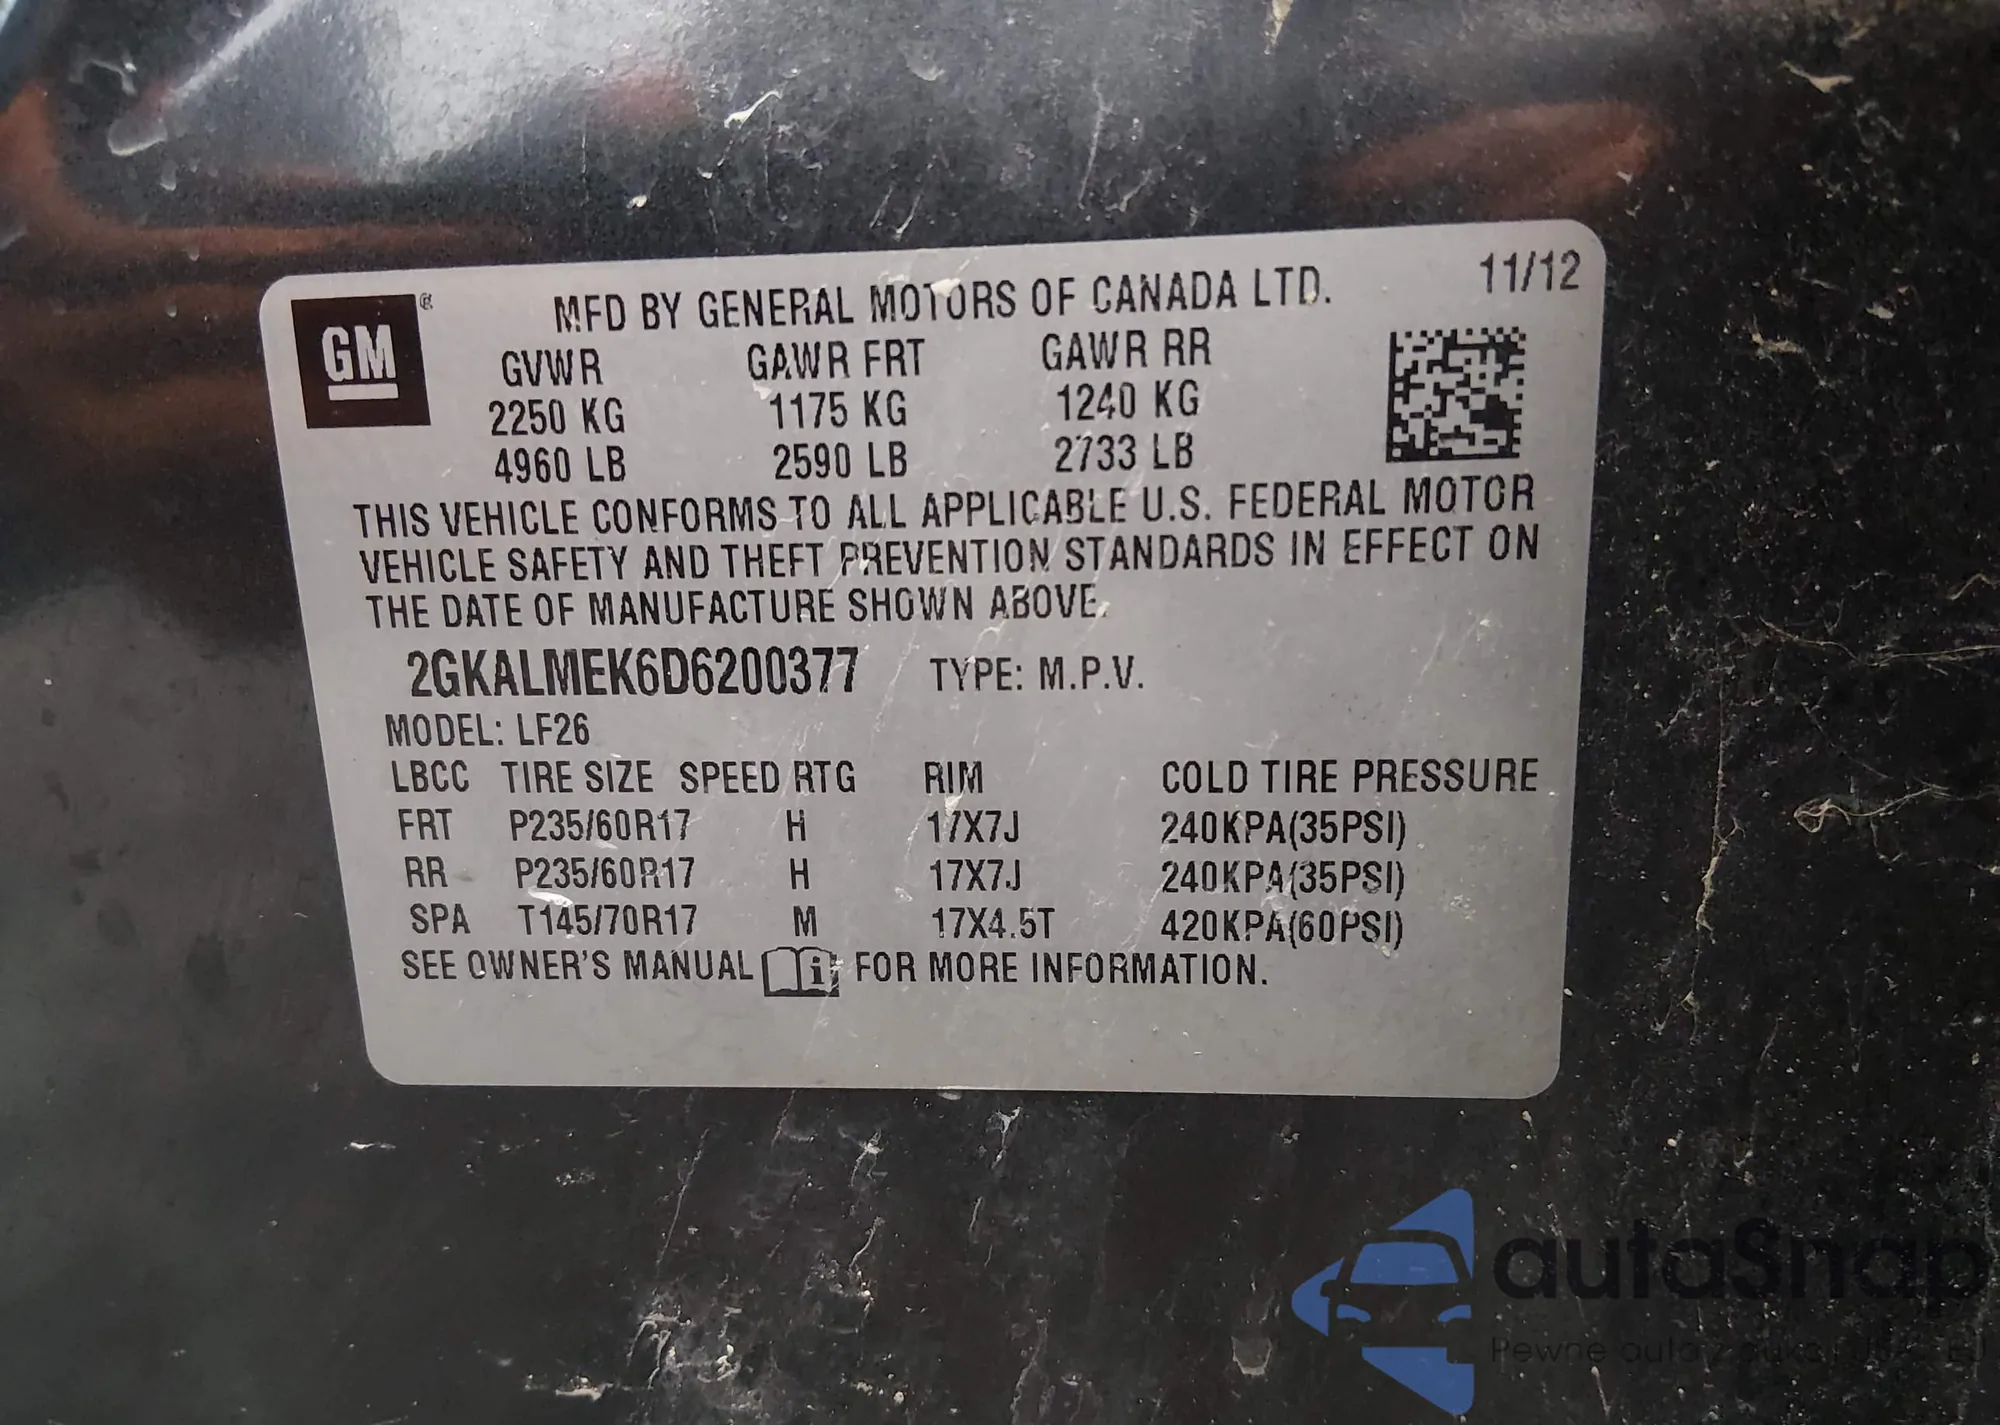 GM ®
MFD BY GENERAL MOTORS OF CANADA LTD. 11/12
GVWR GAWR FRT GAWR RR
2250 KG 1175 KG 1240 KG
4960 LB 2590 LB 2733 LB
THIS VEHICLE CONFORMS TO ALL APPLICABLE U.S. FEDERAL MOTOR
VEHICLE SAFETY AND THEFT PREVENTION STANDARDS IN EFFECT ON
THE DATE OF MANUFACTURE SHOWN ABOVE.
2GKALMEK6D6200377 TYPE: M.P.V.
MODEL: LF26
LBCC TIRE SIZE SPEED RTG RIM COLD TIRE PRESSURE
FRT P235/60R17 H 17X7J 240KPA(35PSI)
RR P235/60R17 H 17X7J 240KPA(35PSI)
SPA T145/70R17 M 17X4.5T 420KPA(60PSI)
SEE OWNER'S MANUAL i FOR MORE INFORMATION.
autaSnap
Pewne auta z